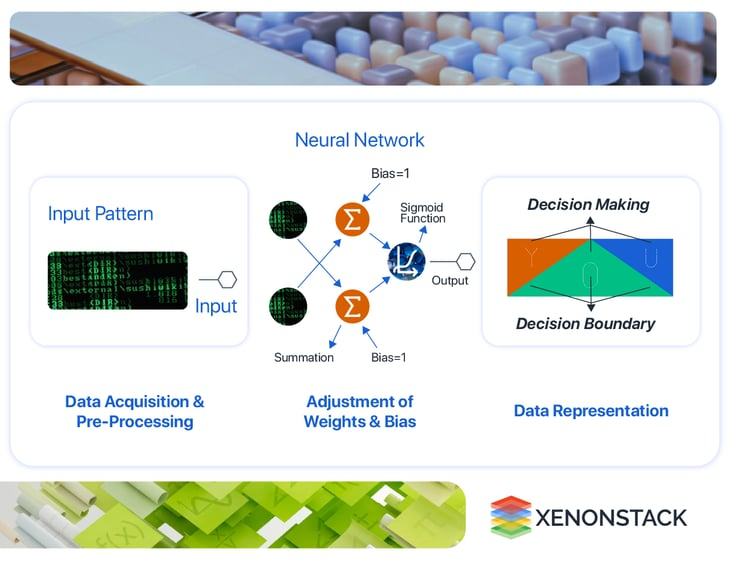 Neural Network
Input Pattern
Input
Bias=1
Σ
Sigmoid
Function
Σ
Output
Summation
Bias=1
Decision Making
Y
O
U
Decision Boundary
Data Acquisition &
Pre-Processing
Adjustment of
Weights & Bias
Data Representation
f(x)
XENONSTACK